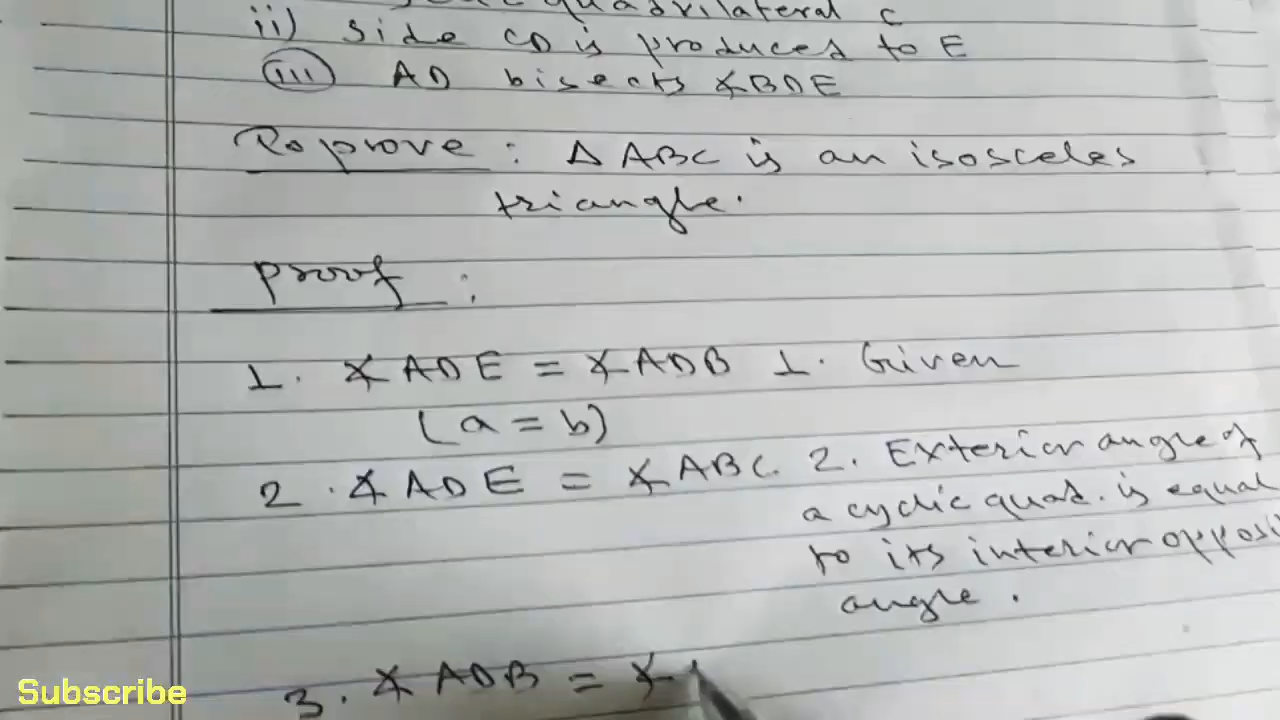 quadrilateral c
ii) side CD is produced to E
(iii) AD bisects ∡BDE
To prove : Δ ABC is an isosceles
triangle.
Proof :
1. ∡ADE = ∡ADB 1. Given
(a = b)
2. ∡ADE = ∡ABC. 2. Exterior angle of
a cyclic quad. is equal
to its interior opposi
angle.
3. ∡ADB = ∡
Subscribe